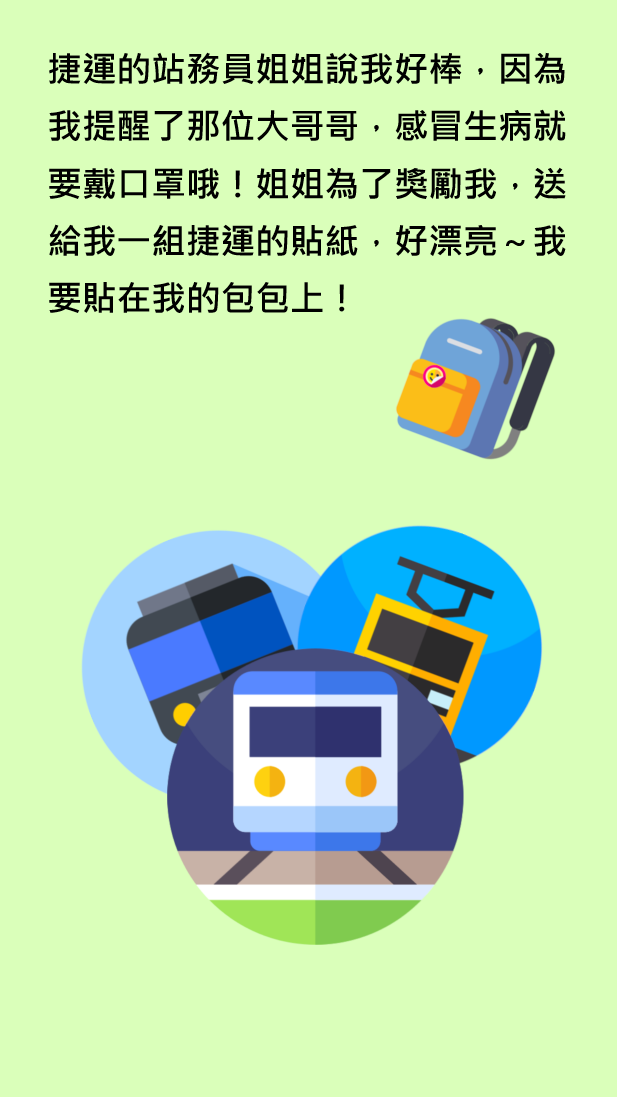 捷運的站務員姐姐說我好棒，因為
我提醒了那位大哥哥，感冒生病就
要戴口罩哦！姐姐為了獎勵我，送
給我一組捷運的貼紙，好漂亮～我
要貼在我的包包上！